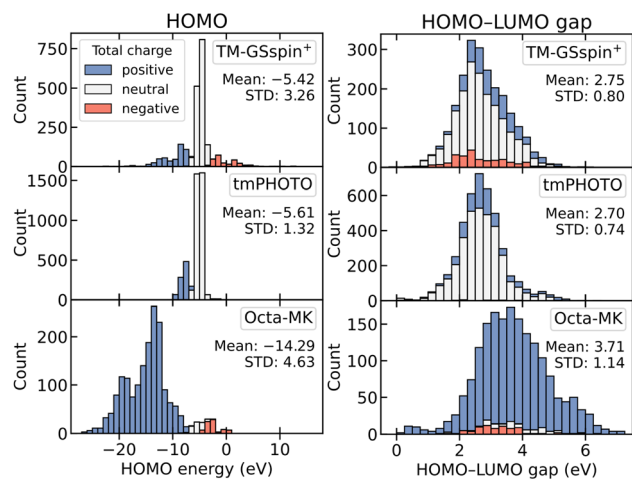 HOMO
HOMO–LUMO gap
Count
750
500
250
0
Total charge
positive
neutral
negative
TM-GSspin⁺
Mean: −5.42
STD: 3.26
Count
300
200
100
0
TM-GSspin⁺
Mean: 2.75
STD: 0.80
Count
1500
1000
500
0
tmPHOTO
Mean: −5.61
STD: 1.32
Count
600
400
200
0
tmPHOTO
Mean: 2.70
STD: 0.74
Count
200
100
0
Octa-MK
Mean: −14.29
STD: 4.63
−20 −10 0 10
HOMO energy (eV)
Count
150
100
50
0
Octa-MK
Mean: 3.71
STD: 1.14
0 2 4 6
HOMO–LUMO gap (eV)